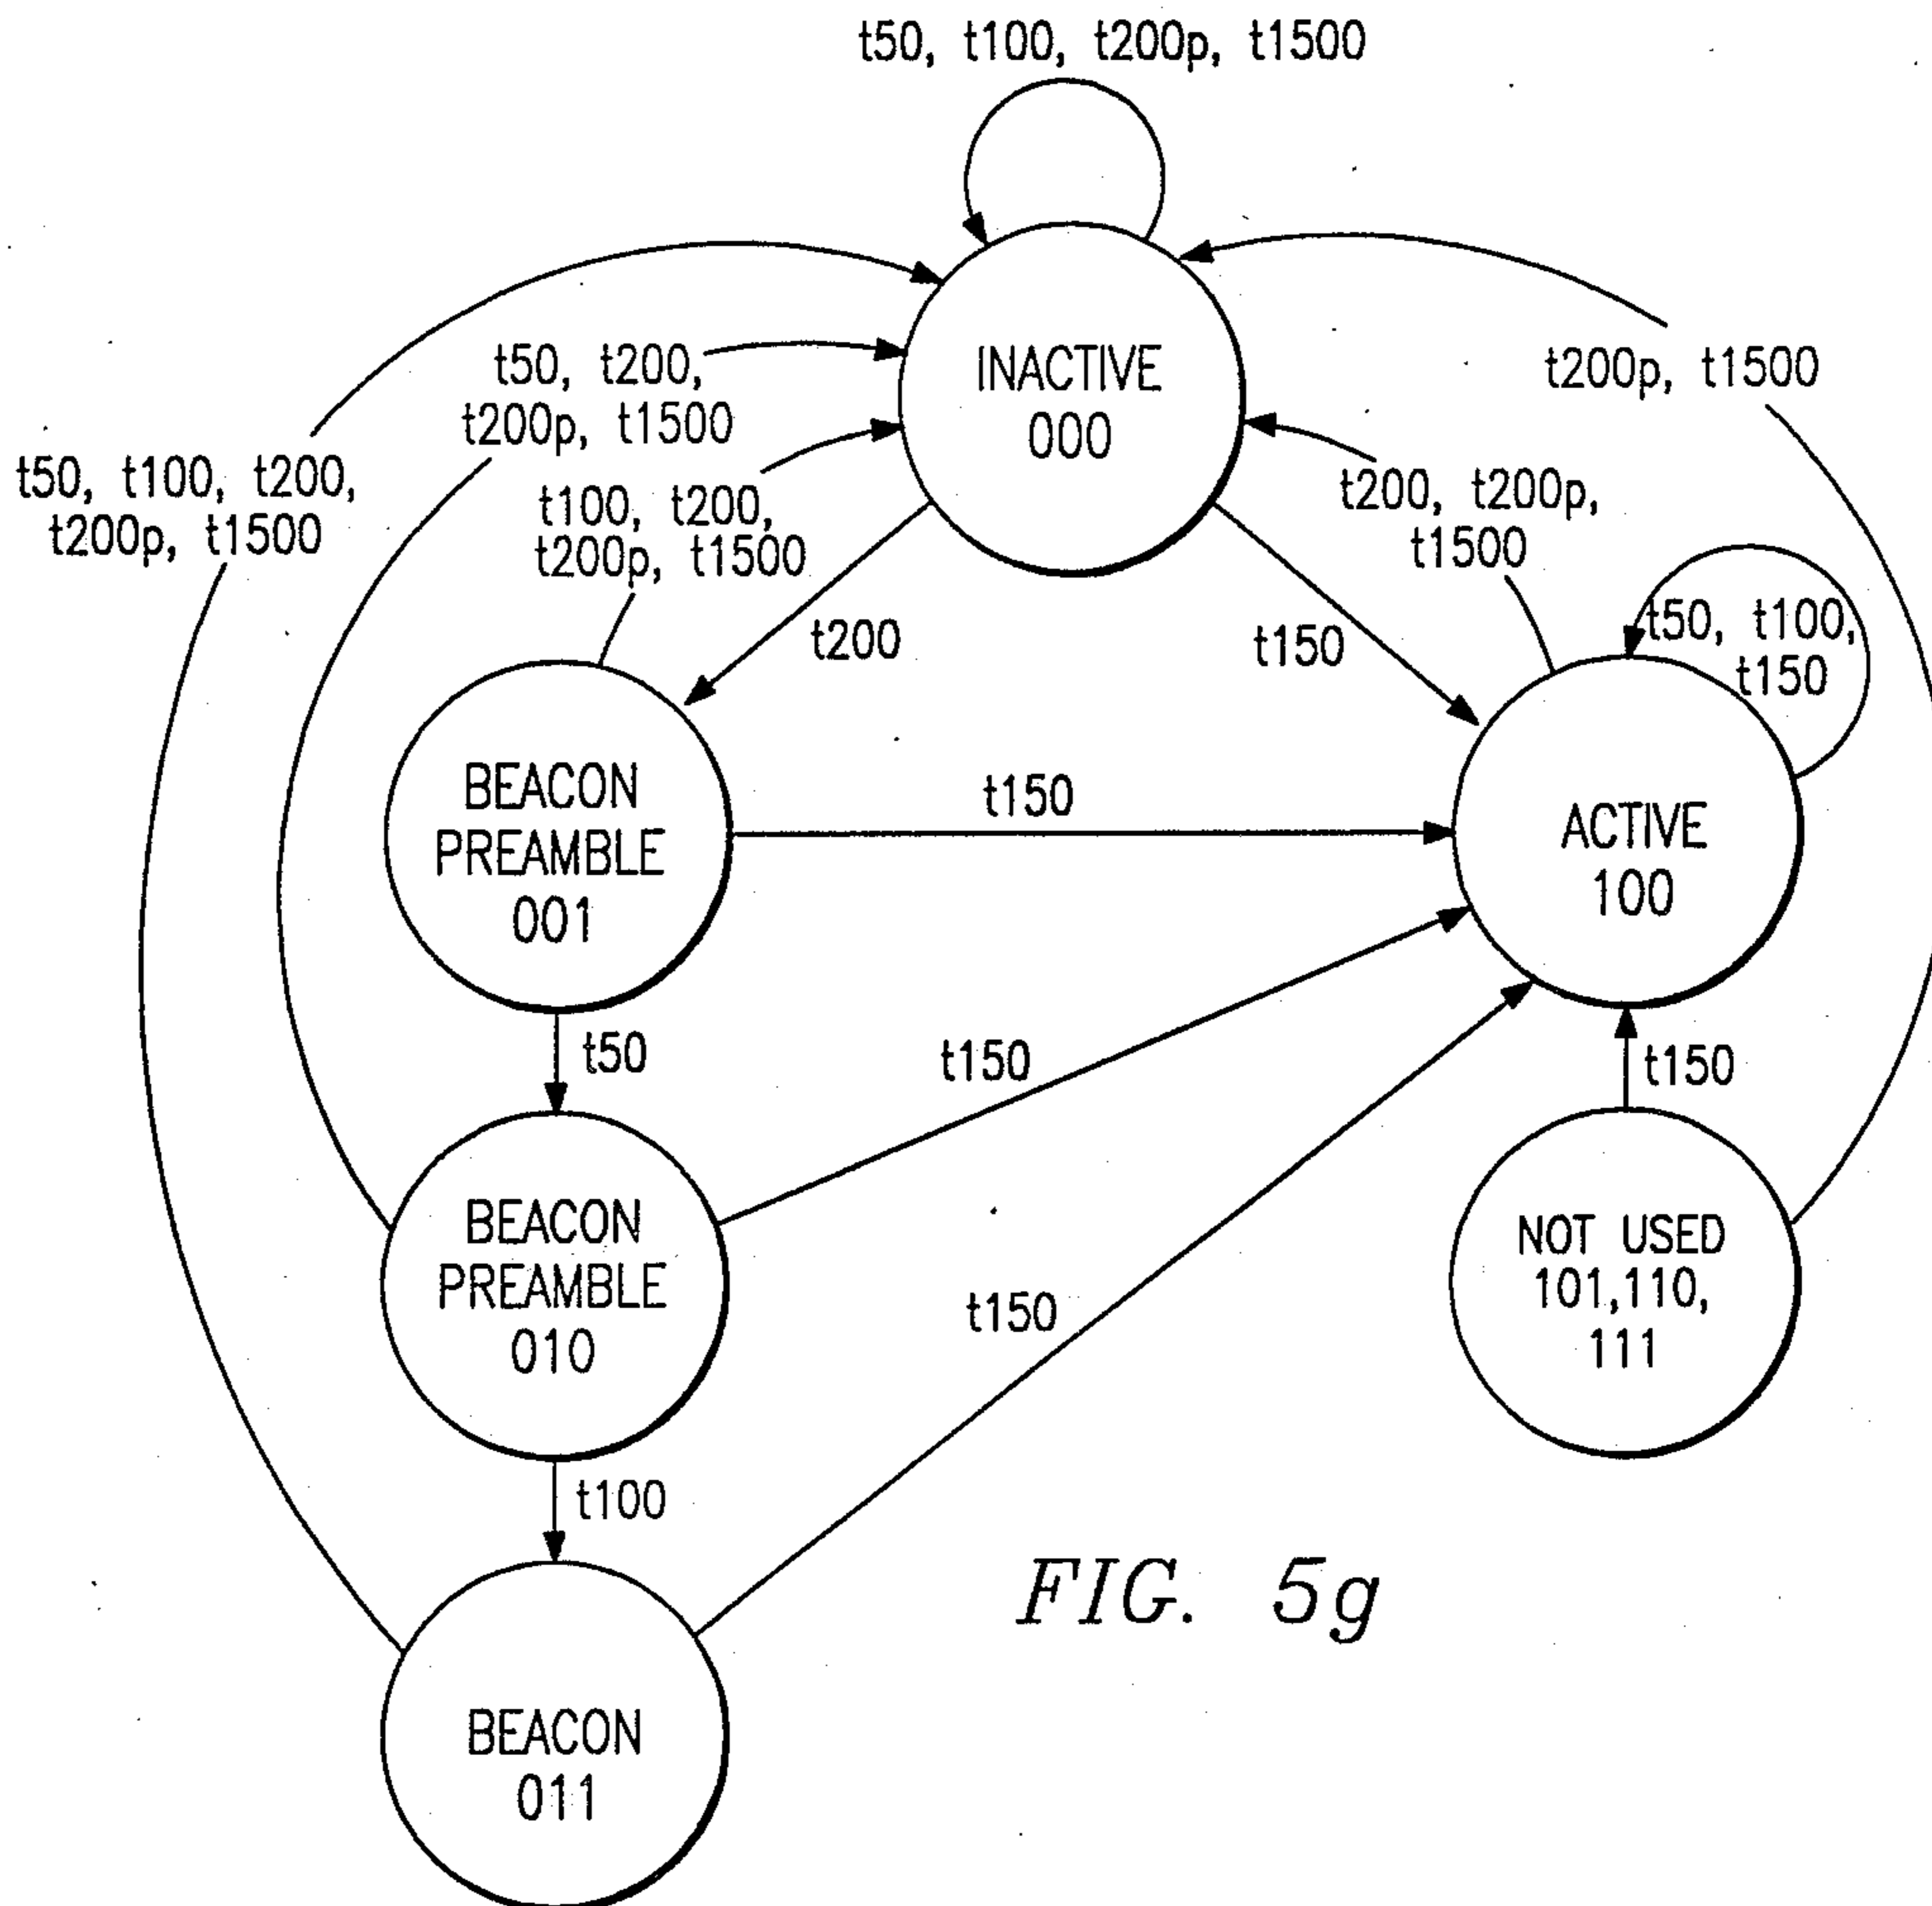 t50, t100, t200p, t1500
t50, t200,
t200p, t1500
INACTIVE
000
t200p, t1500
t50, t100, t200,
t200p, t1500
t100, t200,
t200p, t1500
t200, t200p,
t1500
t200
t150
t50, t100,
t150
BEACON
PREAMBLE
001
t150
ACTIVE
100
t50
t150
t150
BEACON
PREAMBLE
010
NOT USED
101,110,
111
t150
t100
FIG. 5g
BEACON
011